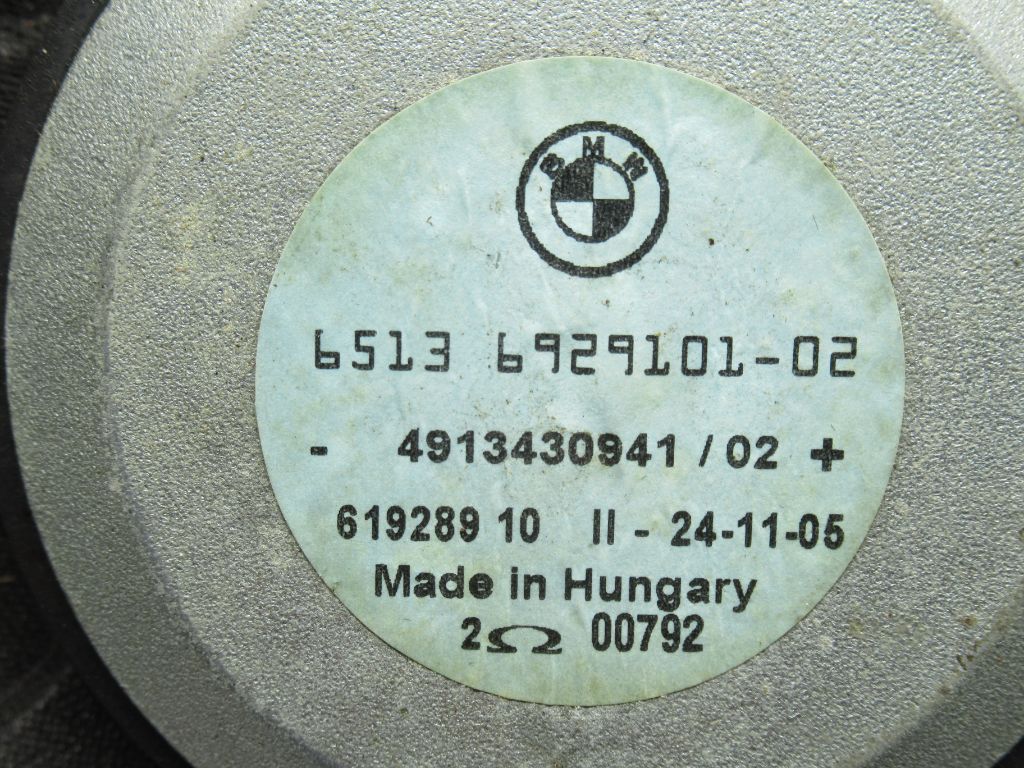 BMW
6513 6929101-02
- 4913430941 / 02 +
619289 10 II - 24-11-05
Made in Hungary
2Ω 00792